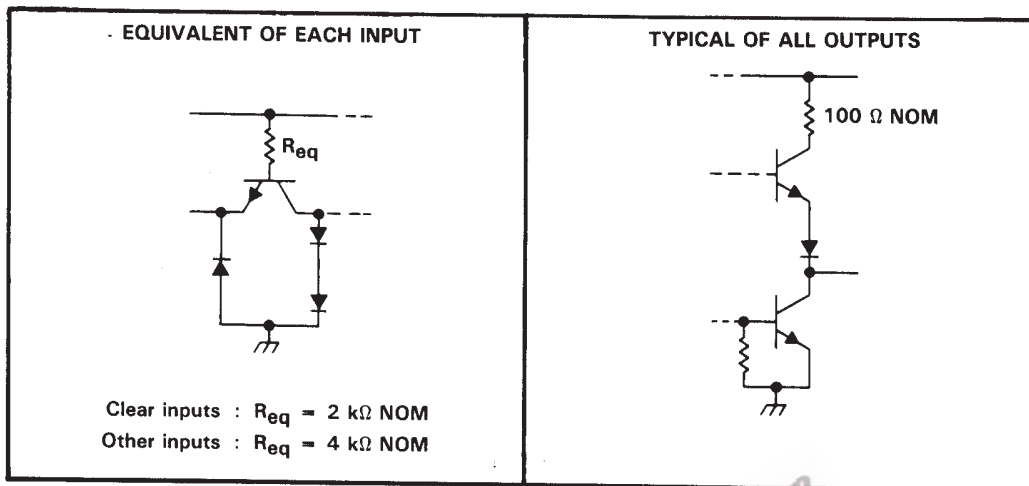 EQUIVALENT OF EACH INPUT
Req
Clear inputs : Req = 2 kΩ NOM
Other inputs : Req = 4 kΩ NOM
TYPICAL OF ALL OUTPUTS
100 Ω NOM